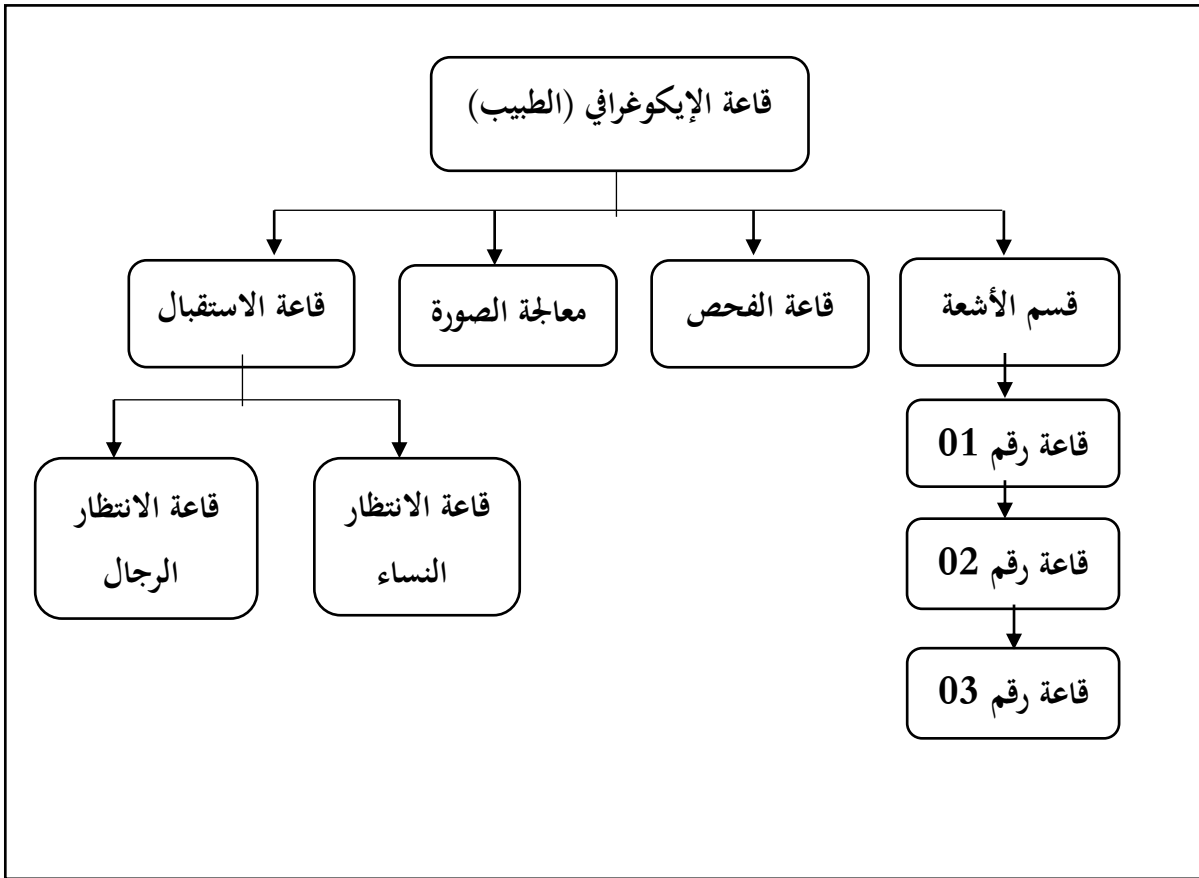 قاعة الإيكوغرافي (الطبيب)
قسم الأشعة
قاعة الفحص
معالجة الصورة
قاعة الاستقبال
قاعة رقم 01
قاعة رقم 02
قاعة رقم 03
قاعة الانتظار
النساء
قاعة الانتظار
الرجال